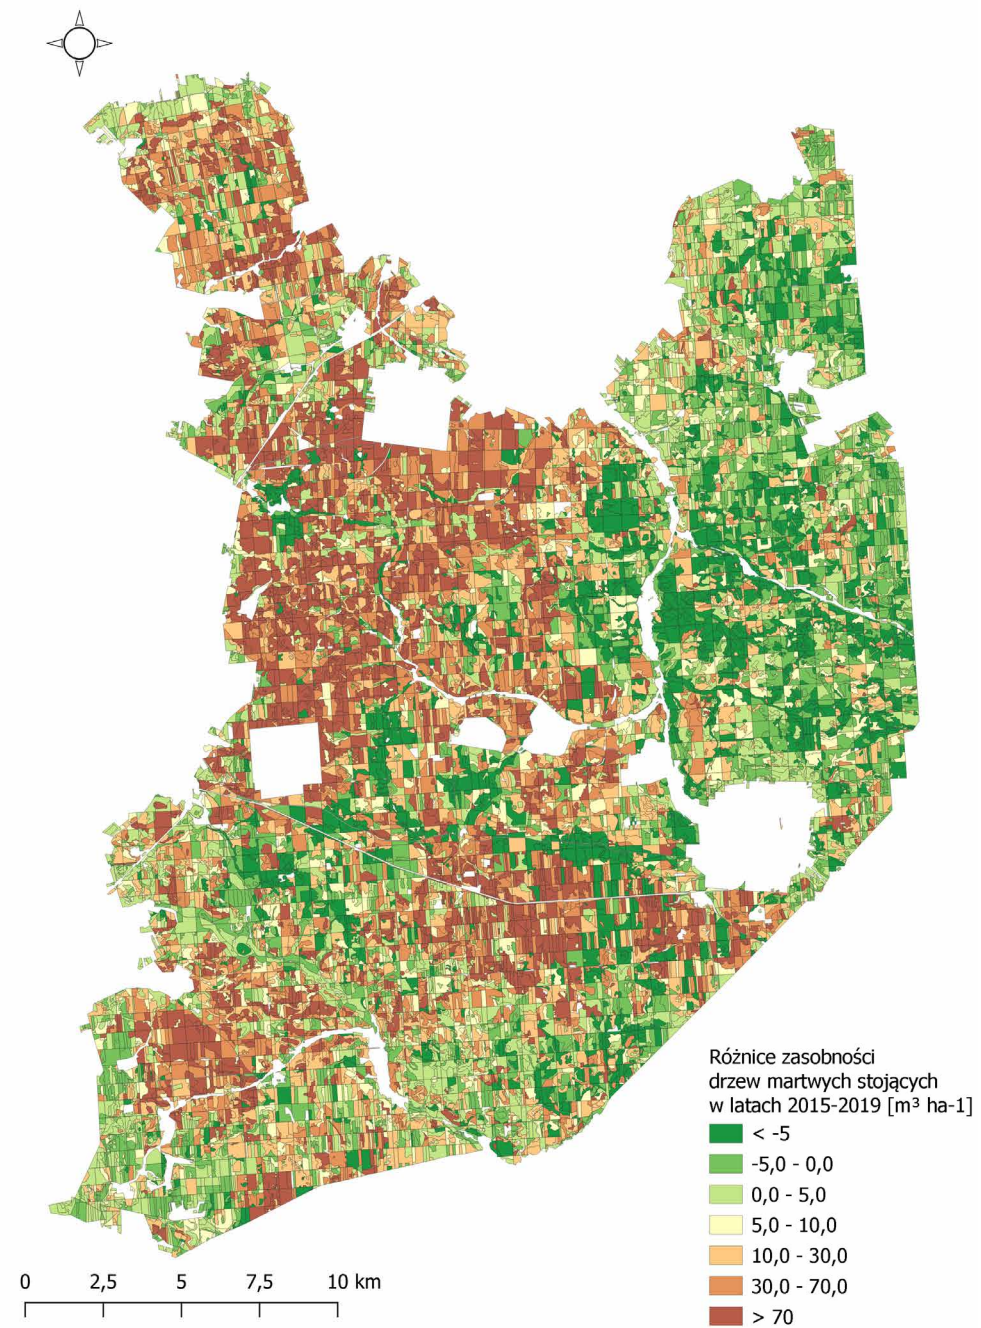 Różnice zasobności
drzew martwych stojących
w latach 2015-2019 [m³ ha-1]
< -5
-5,0 - 0,0
0,0 - 5,0
5,0 - 10,0
10,0 - 30,0
30,0 - 70,0
> 70
0 2,5 5 7,5 10 km